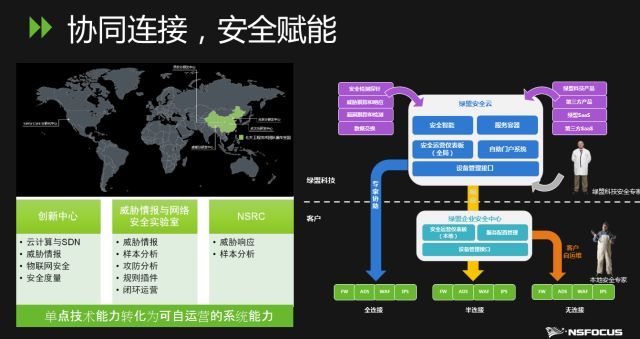 协同连接，安全赋能
创新中心
云计算与SDN
威胁情报
物联网安全
安全度量
威胁情报与网络
安全实验室
威胁情报
样本分析
攻防分析
规则插件
闭环运营
NSRC
威胁响应
样本分析
单点技术能力转化为可自运营的系统能力
安全检测探针
威胁跟踪和响应
漏洞跟踪和检测
数据交换
绿盟安全云
安全智能
服务容器
安全运营仪表板
（全局）
自助门户系统
设备管理接口
绿盟科技产品
第三方产品
绿盟SaaS
第三方SaaS
绿盟科技安全专家
绿盟科技
客户
专家协助
绿盟企业安全中心
安全运营仪表板
（本地）
服务配置管理
设备管理接口
客户
自运维
本地安全专家
FW
ADS
WAF
IPS
全连接
FW
ADS
WAF
IPS
半连接
FW
ADS
WAF
IPS
无连接
NSFOCUS